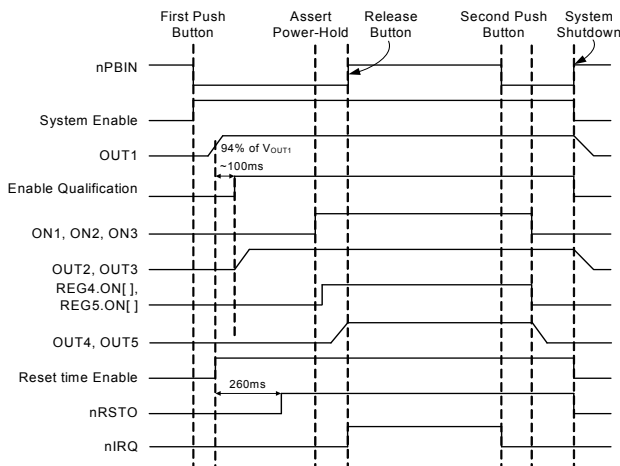 First Push
Button
Assert
Power-Hold
Release
Button
Second Push
Button
System
Shutdown
nPBIN
System Enable
OUT1
94% of VOUT1
~100ms
Enable Qualification
ON1, ON2, ON3
OUT2, OUT3
REG4.ON[ ],
REG5.ON[ ]
OUT4, OUT5
Reset time Enable
260ms
nRSTO
nIRQ